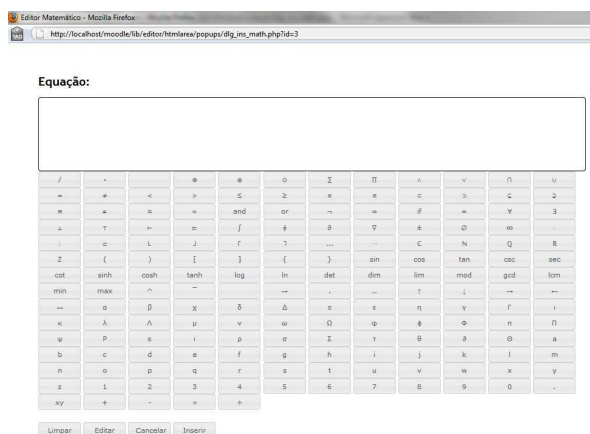 Editor Matemático - Mozilla Firefox
http://localhost/moodle/lib/editor/htmlarea/popups/dlg_ins_math.php?id=3
Equação:
/ Σ Π ∧ ∨ ∩ ∪
= ≠ < > ≤ ≥
and or ¬ if ∀ ∃
⊥ ⊤ ∫ ∂ ∇ ± ∅ ∞ ∴
: ... C N Q R
Z ( ) [ ] { } sin cos tan csc sec
cot sinh cosh tanh log ln det dim lim mod gcd lcm
min max ^ ¯ → . .. ↑ ↓ → ←
↔ α β χ δ Δ ε ε η γ Γ ι
κ λ Λ μ ν ω Ω φ ϕ Φ π Π
ψ ρ σ Σ τ θ Θ a
b c d e f g h i j k l m
n o p q r s t u v w x y
z 1 2 3 4 5 6 7 8 9 0 .
xy + - × ÷
Limpar Editar Cancelar Inserir